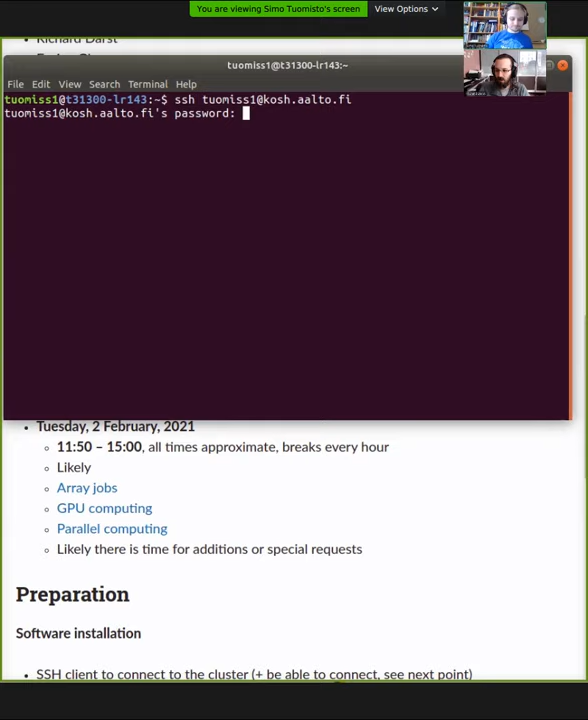 You are viewing Simo Tuomisto's screen View Options
Richard Darst
tuomiss1@t31300-lr143:~
File Edit View Search Terminal Help
tuomiss1@t31300-lr143:~$ ssh tuomiss1@kosh.aalto.fi
tuomiss1@kosh.aalto.fi's password:
Tuesday, 2 February, 2021
11:50 – 15:00, all times approximate, breaks every hour
Likely
Array jobs
GPU computing
Parallel computing
Likely there is time for additions or special requests
Preparation
Software installation
SSH client to connect to the cluster (+ be able to connect, see next point)